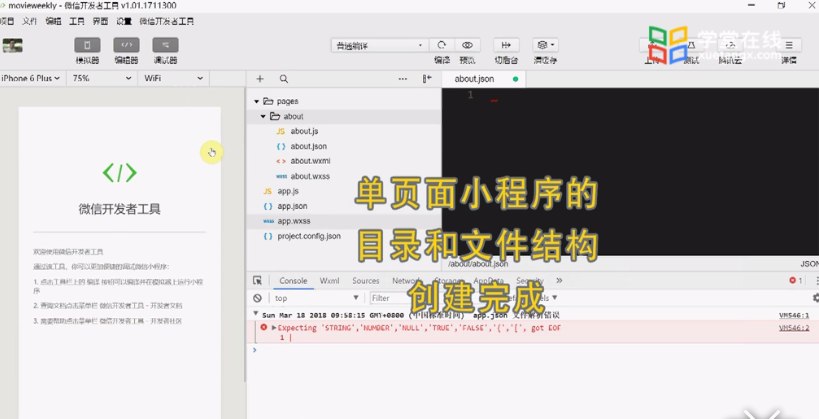 movieweekly - 微信开发者工具 v1.01.1711300
项目 文件 编辑 工具 界面 设置 微信开发者工具
模拟器 编辑器 调试器
普通编译
编译 预览 切后台 清缓存
测试 详情
学堂在线
xuetangx.com
iPhone 6 Plus 75% WiFi
about.json
1
pages
about
about.js
about.json
about.wxml
about.wxss
app.js
app.json
app.wxss
project.config.json
微信开发者工具
欢迎使用微信开发者工具
通过该工具，你可以更加便捷的调试微信小程序:
1. 点击工具栏上的 编译 按钮可以编译并在模拟器上运行小程序
2. 需查文档点击菜单栏 微信开发者工具 - 开发者文档
3. 需要帮助点击菜单栏 微信开发者工具 - 开发者社区
单页面小程序的
目录和文件结构
创建完成
/about/about.json JSON
Console Wxml Sources Network Storage AppData Security
1
top Filter
Sun Mar 18 2018 09:58:15 GMT+0800 (中国标准时间) app.json 文件解析错误 VM546:1
Expecting 'STRING','NUMBER','NULL','TRUE','FALSE','{','[', got EOF VM546:2
1 |